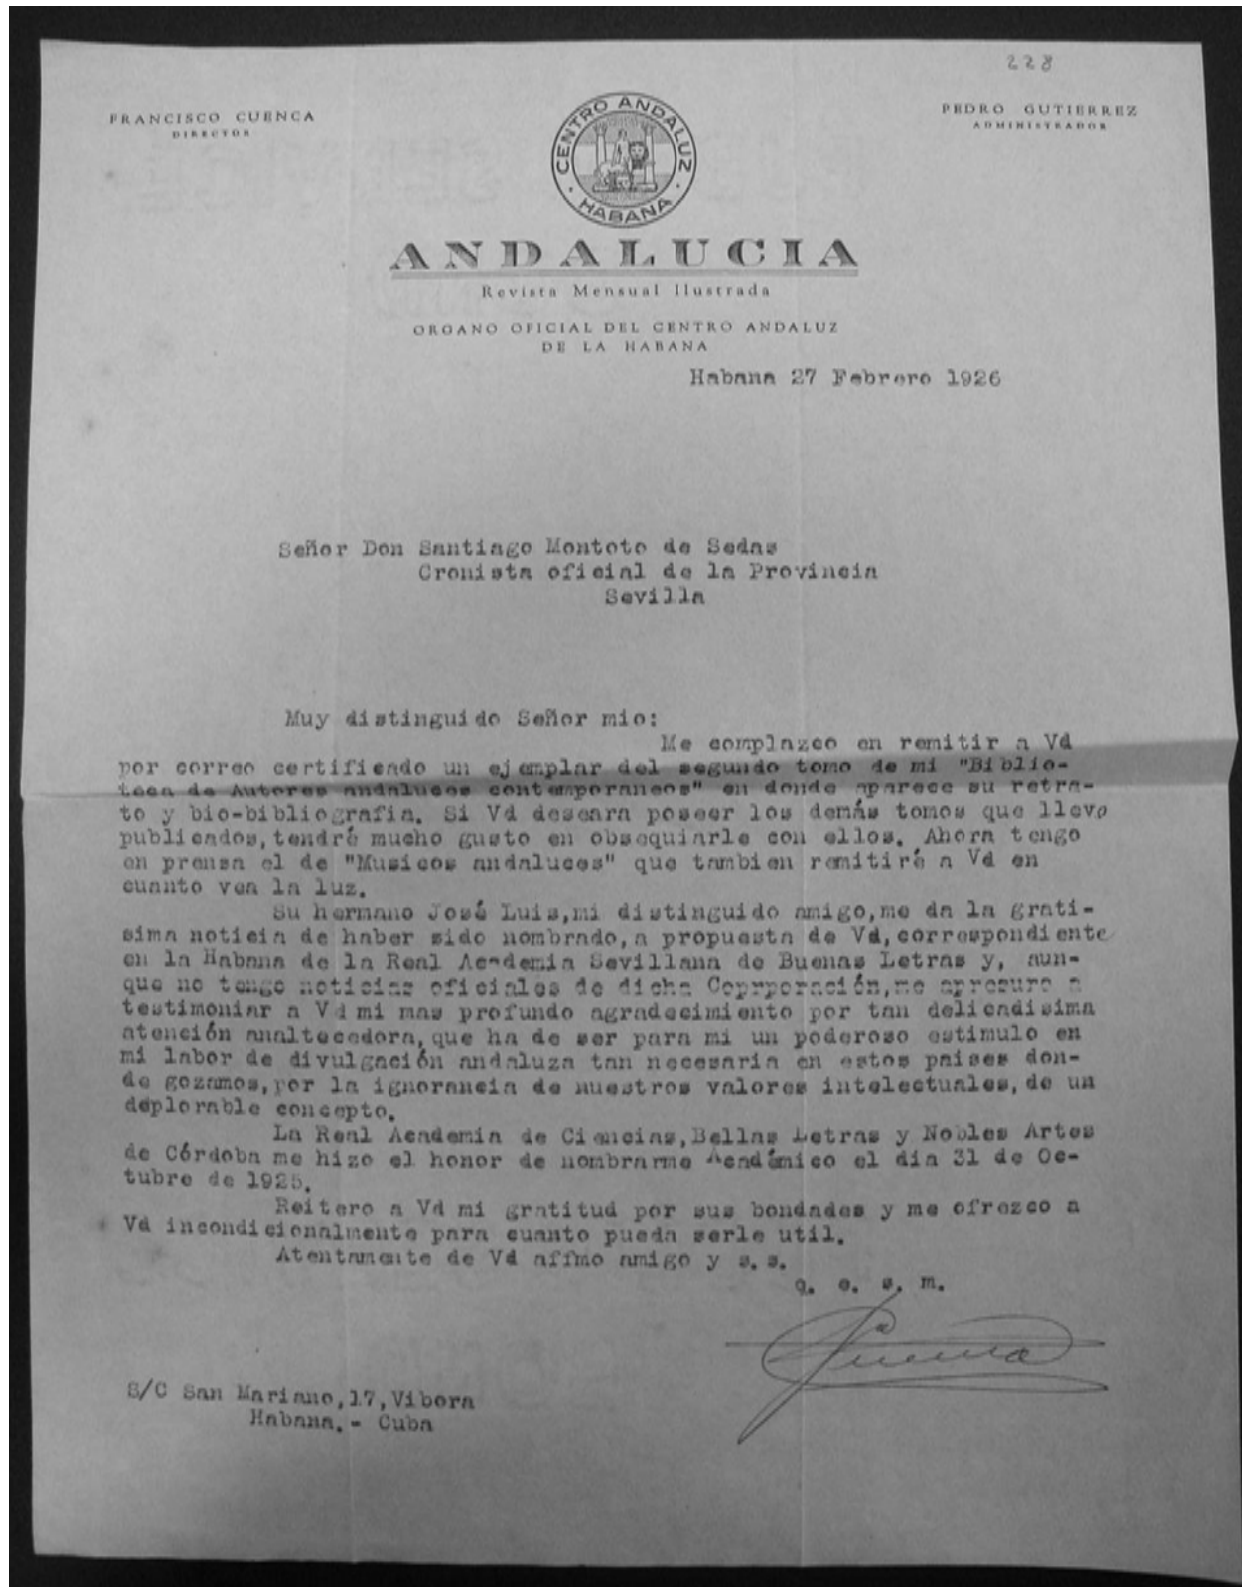 228
FRANCISCO CUENCA
DIRECTOR
PEDRO GUTIERREZ
ADMINISTRADOR
CENTRO ANDALUZ
HABANA
ANDALUCIA
Revista Mensual Ilustrada
ORGANO OFICIAL DEL CENTRO ANDALUZ
DE LA HABANA
Habana 27 Febrero 1926
Señor Don Santiago Montoto de Sedas
Cronista oficial de la Provincia
Sevilla
Muy distinguido Señor mio:
Me complazco en remitir a Vd
por correo certificado un ejemplar del segundo tomo de mi "Biblio-
teca de Autores andaluces contemporaneos" en donde aparece su retra-
to y bio-bibliografia. Si Vd deseara poseer los demás tomos que llevo
publicados,tendré mucho gusto en obsequiarle con ellos. Ahora tengo
en prensa el de "Musicos andaluces" que tambien remitiré a Vd en
cuanto vea la luz.
Su hermano José Luis,mi distinguido amigo,me da la grati-
sima noticia de haber sido nombrado,a propuesta de Vd,correspondiente
en la Habana de la Real Academia Sevillana de Buenas Letras y, aun-
que no tengo noticias oficiales de dicha Coprporación,me apresuro a
testimoniar a Vd mi mas profundo agradecimiento por tan delicadisima
atención enaltecedora,que ha de ser para mi un poderoso estimulo en
mi labor de divulgación andaluza tan necesaria en estos paises don-
de gozamos,por la ignorancia de nuestros valores intelectuales,de un
deplorable concepto.
La Real Academia de Ciencias,Bellas Letras y Nobles Artes
de Córdoba me hizo el honor de nombrarme Académico el dia 31 de Oc-
tubre de 1925.
Reitero a Vd mi gratitud por sus bondades y me ofrezco a
Vd incondicionalmente para cuanto pueda serle util.
Atentamente de Vd affmo amigo y s.s.
q. e. s. m.
Cuenca
S/C San Mariano,17,Vibora
Habana.- Cuba